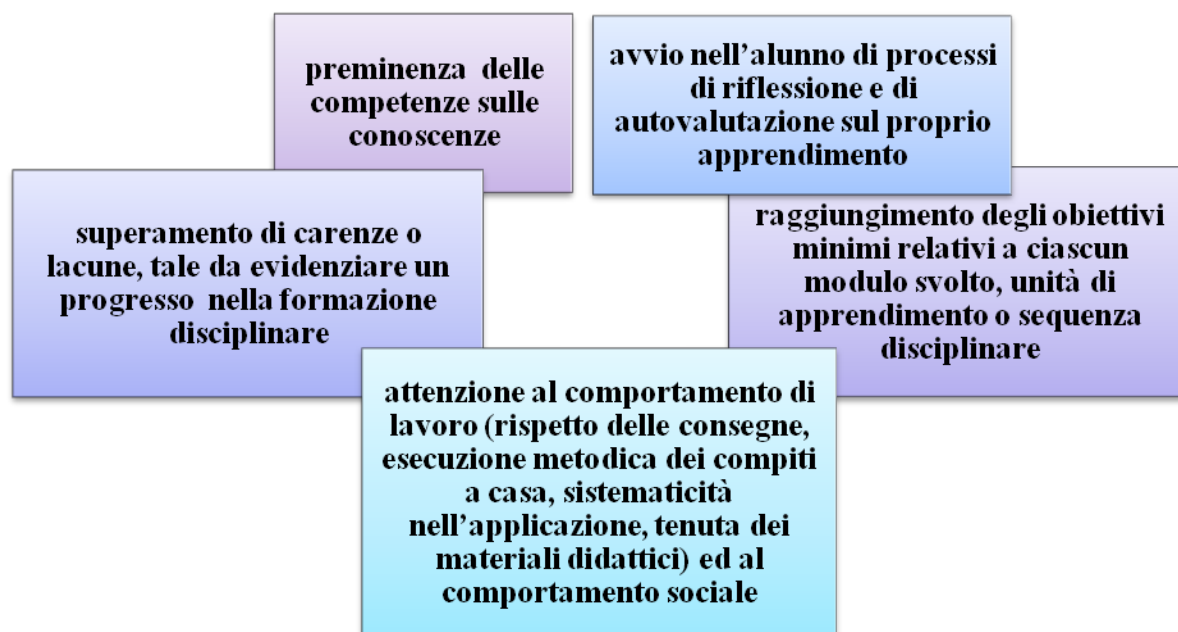 preminenza delle
competenze sulle
conoscenze
avvio nell’alunno di processi
di riflessione e di
autovalutazione sul proprio
apprendimento
superamento di carenze o
lacune, tale da evidenziare un
progresso nella formazione
disciplinare
raggiungimento degli obiettivi
minimi relativi a ciascun
modulo svolto, unità di
apprendimento o sequenza
disciplinare
attenzione al comportamento di
lavoro (rispetto delle consegne,
esecuzione metodica dei compiti
a casa, sistematicità
nell’applicazione, tenuta dei
materiali didattici) ed al
comportamento sociale